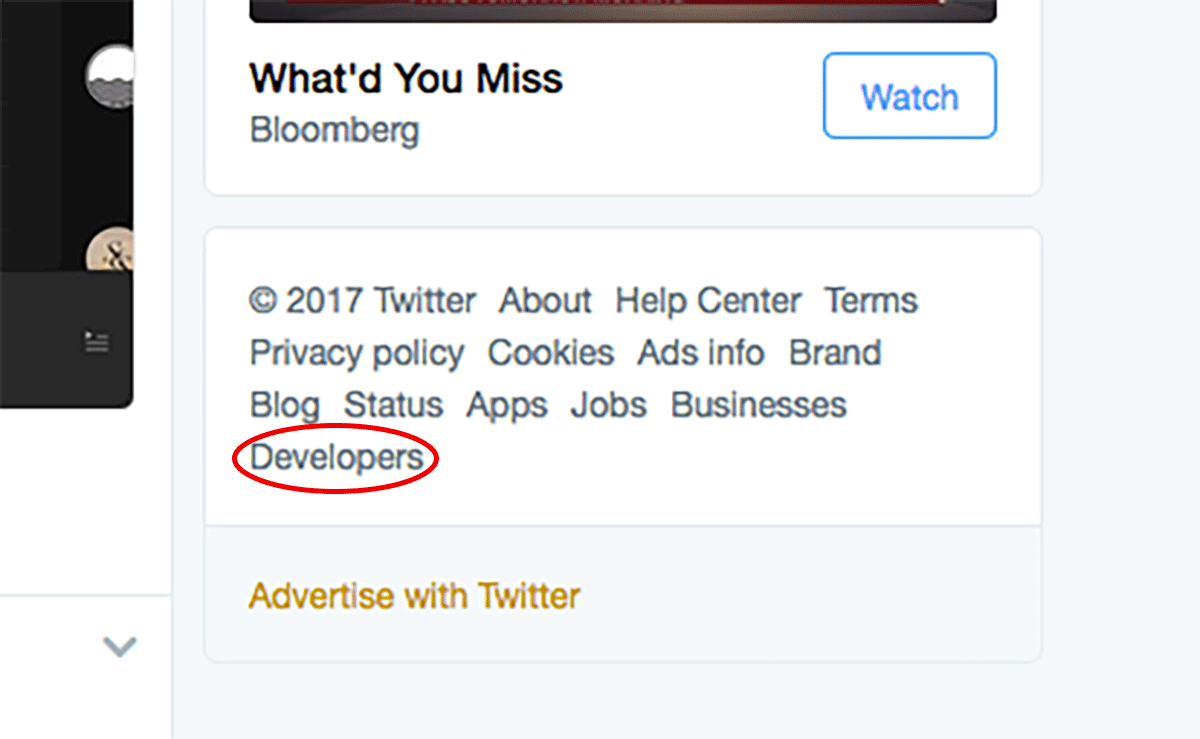 What'd You Miss
Bloomberg
Watch
© 2017 Twitter About Help Center Terms
Privacy policy Cookies Ads info Brand
Blog Status Apps Jobs Businesses
Developers
Advertise with Twitter